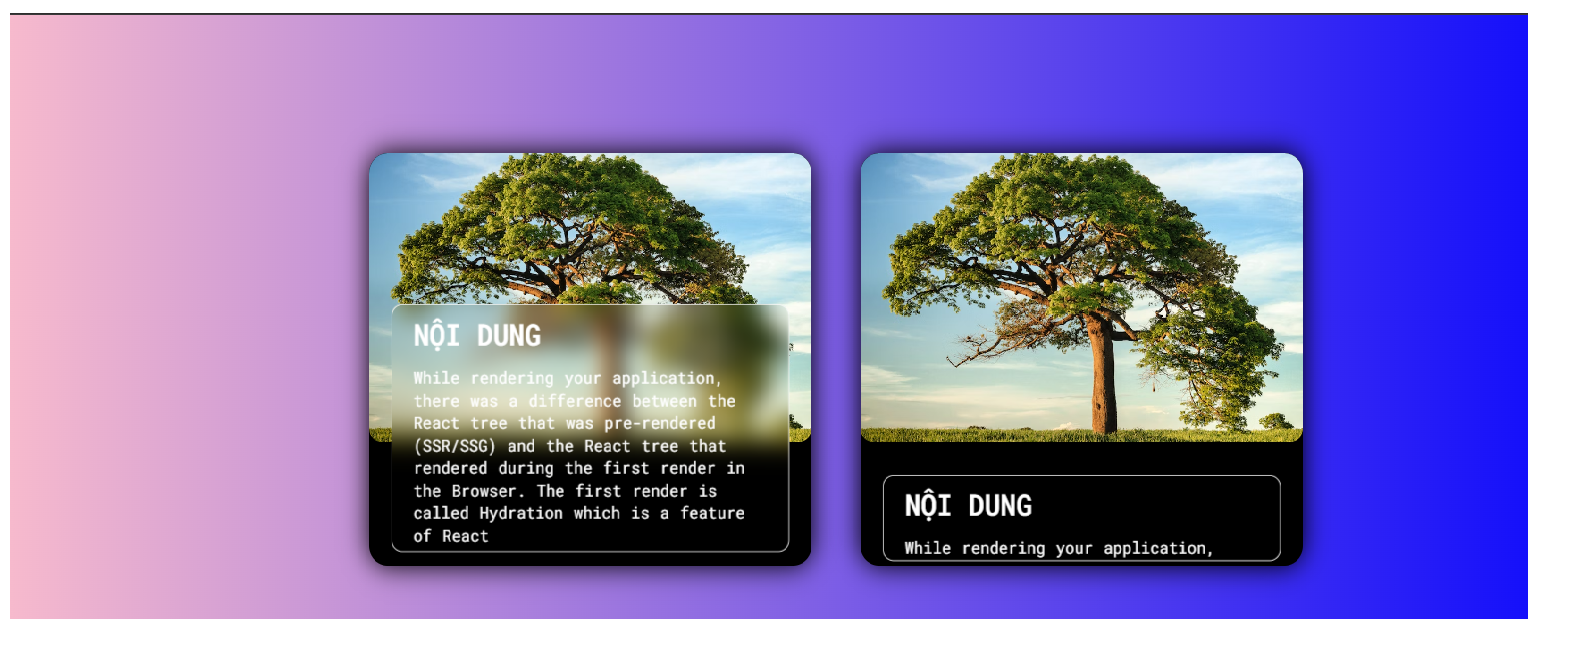 NỘI DUNG
While rendering your application,
there was a difference between the
React tree that was pre-rendered
(SSR/SSG) and the React tree that
rendered during the first render in
the Browser. The first render is
called Hydration which is a feature
of React
NỘI DUNG
While rendering your application,